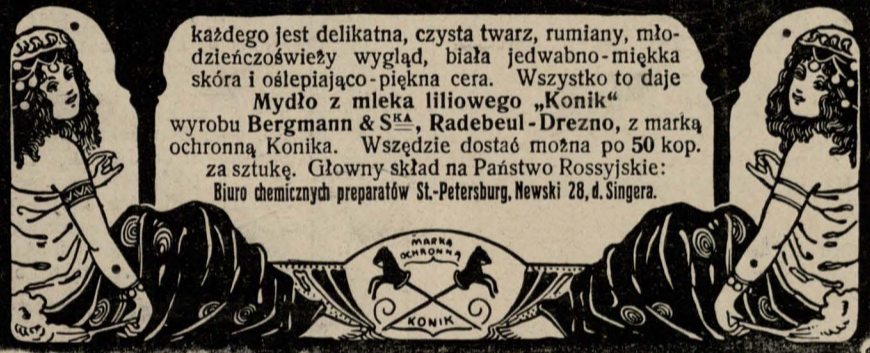 każdego jest delikatna, czysta twarz, rumiany, mło-
dzieńczoświeży wygląd, biała jedwabno-miękka
skóra i oślepiająco-piękna cera. Wszystko to daje
Mydło z mleka liliowego „Konik“
wyrobu Bergmann & SKA, Radebeul-Drezno, z marką
ochronną Konika. Wszędzie dostać można po 50 kop.
za sztukę. Głowny skład na Państwo Rossyjskie:
Biuro chemicznych preparatów St.-Petersburg, Newski 28, d. Singera.
MARKA
OCHRONNA
KONIK